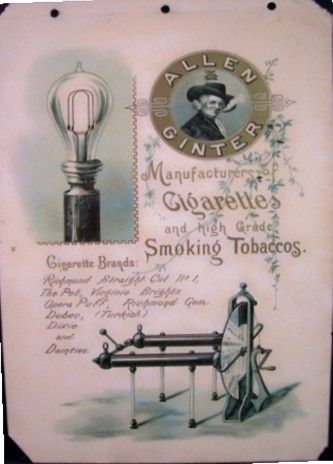 ALLEN
&
GINTER
Manufacturers of
Cigarettes
and High Grade
Smoking Tobaccos.
Cigarette Brands:
Richmond Straight Cut No 1,
The Pet, Virginia Brights
Opera Puff, Richmond Gem
Dubec, (Turkish)
Dixie
and
Dainties.